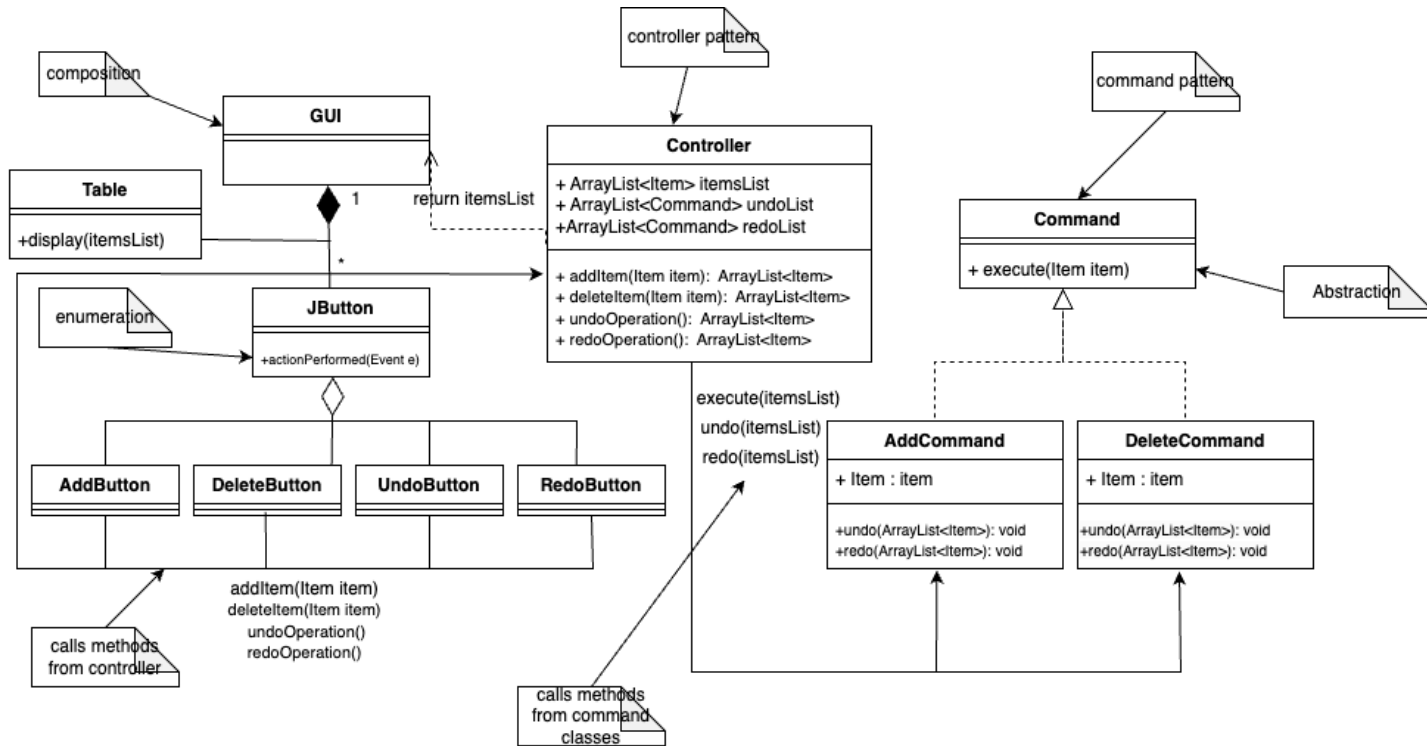 controller pattern
composition
command pattern
GUI
Controller
Table
+display(itemsList)
1
return itemsList
+ ArrayList<Item> itemsList
+ ArrayList<Command> undoList
+ArrayList<Command> redoList
Command
+ execute(Item item)
*
+ addItem(Item item): ArrayList<Item>
+ deleteItem(Item item): ArrayList<Item>
+ undoOperation(): ArrayList<Item>
+ redoOperation(): ArrayList<Item>
Abstraction
enumeration
JButton
+actionPerformed(Event e)
execute(itemsList)
undo(itemsList)
redo(itemsList)
AddCommand
+ Item : item
+undo(ArrayList<Item>): void
+redo(ArrayList<Item>): void
DeleteCommand
+ Item : item
+undo(ArrayList<Item>): void
+redo(ArrayList<Item>): void
AddButton
DeleteButton
UndoButton
RedoButton
addItem(Item item)
deleteItem(Item item)
undoOperation()
redoOperation()
calls methods
from controller
calls methods
from command
classes